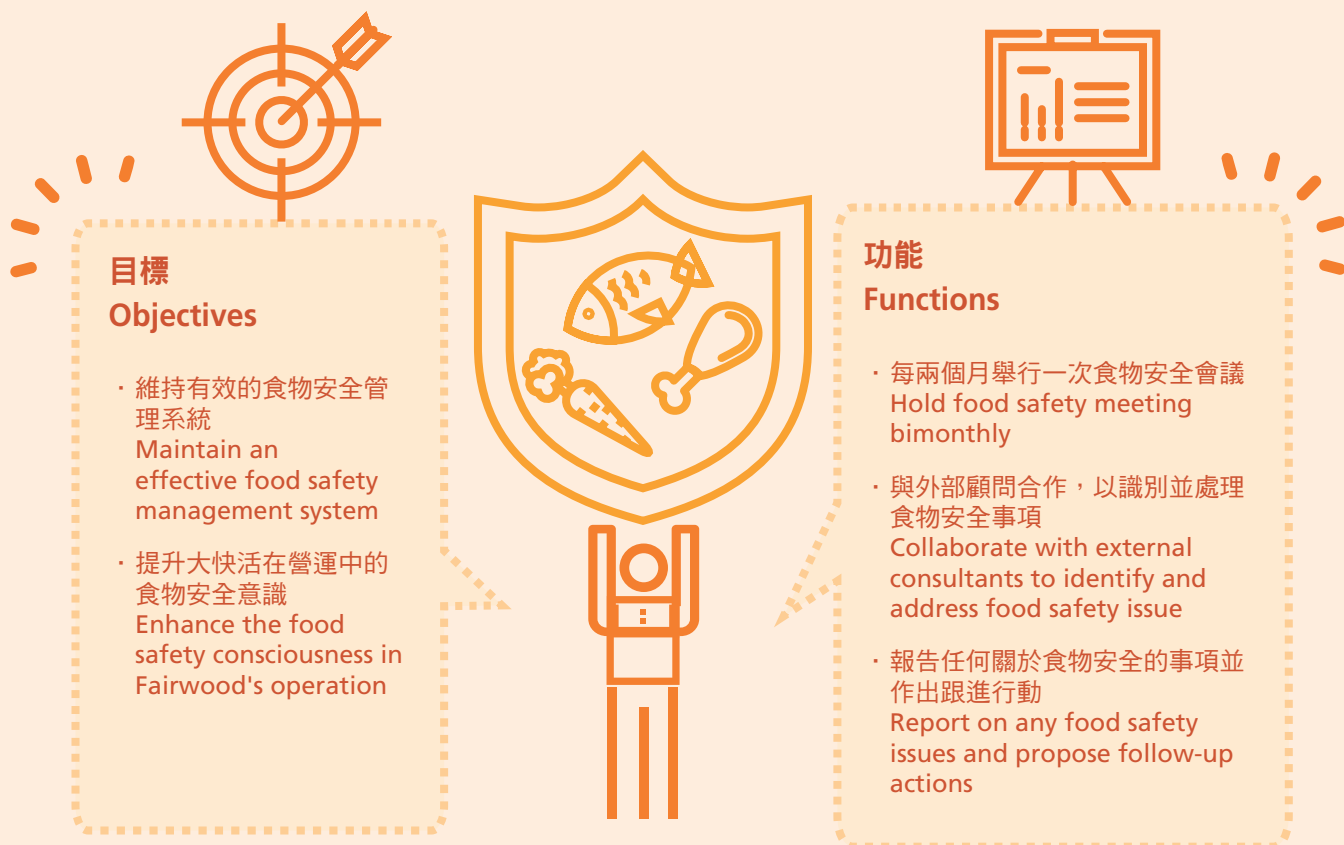 目標
Objectives
· 維持有效的食物安全管
理系統
Maintain an
effective food safety
management system
· 提升大快活在營運中的
食物安全意識
Enhance the food
safety consciousness in
Fairwood's operation
功能
Functions
· 每兩個月舉行一次食物安全會議
Hold food safety meeting
bimonthly
· 與外部顧問合作，以識別並處理
食物安全事項
Collaborate with external
consultants to identify and
address food safety issue
· 報告任何關於食物安全的事項並
作出跟進行動
Report on any food safety
issues and propose follow-up
actions